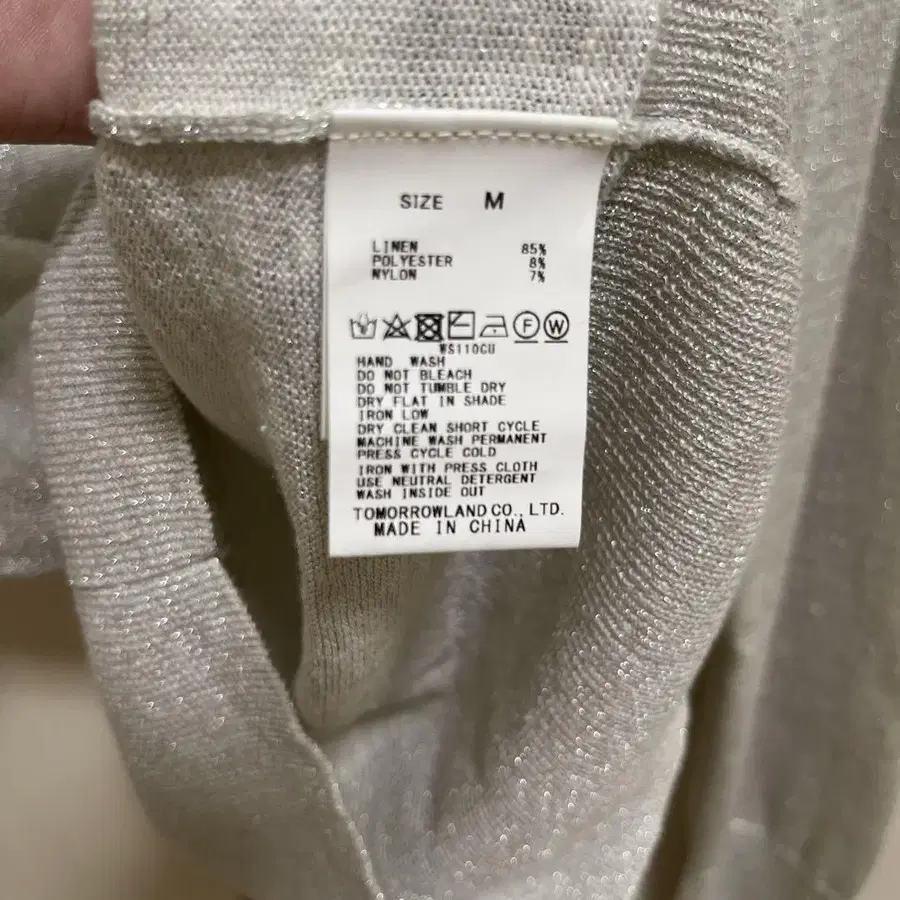 SIZE M
LINEN 85%
POLYESTER 8%
NYLON 7%
F W
WS110CU
HAND WASH
DO NOT BLEACH
DO NOT TUMBLE DRY
DRY FLAT IN SHADE
IRON LOW
DRY CLEAN SHORT CYCLE
MACHINE WASH PERMANENT
PRESS CYCLE COLD
IRON WITH PRESS CLOTH
USE NEUTRAL DETERGENT
WASH INSIDE OUT
TOMORROWLAND CO., LTD.
MADE IN CHINA